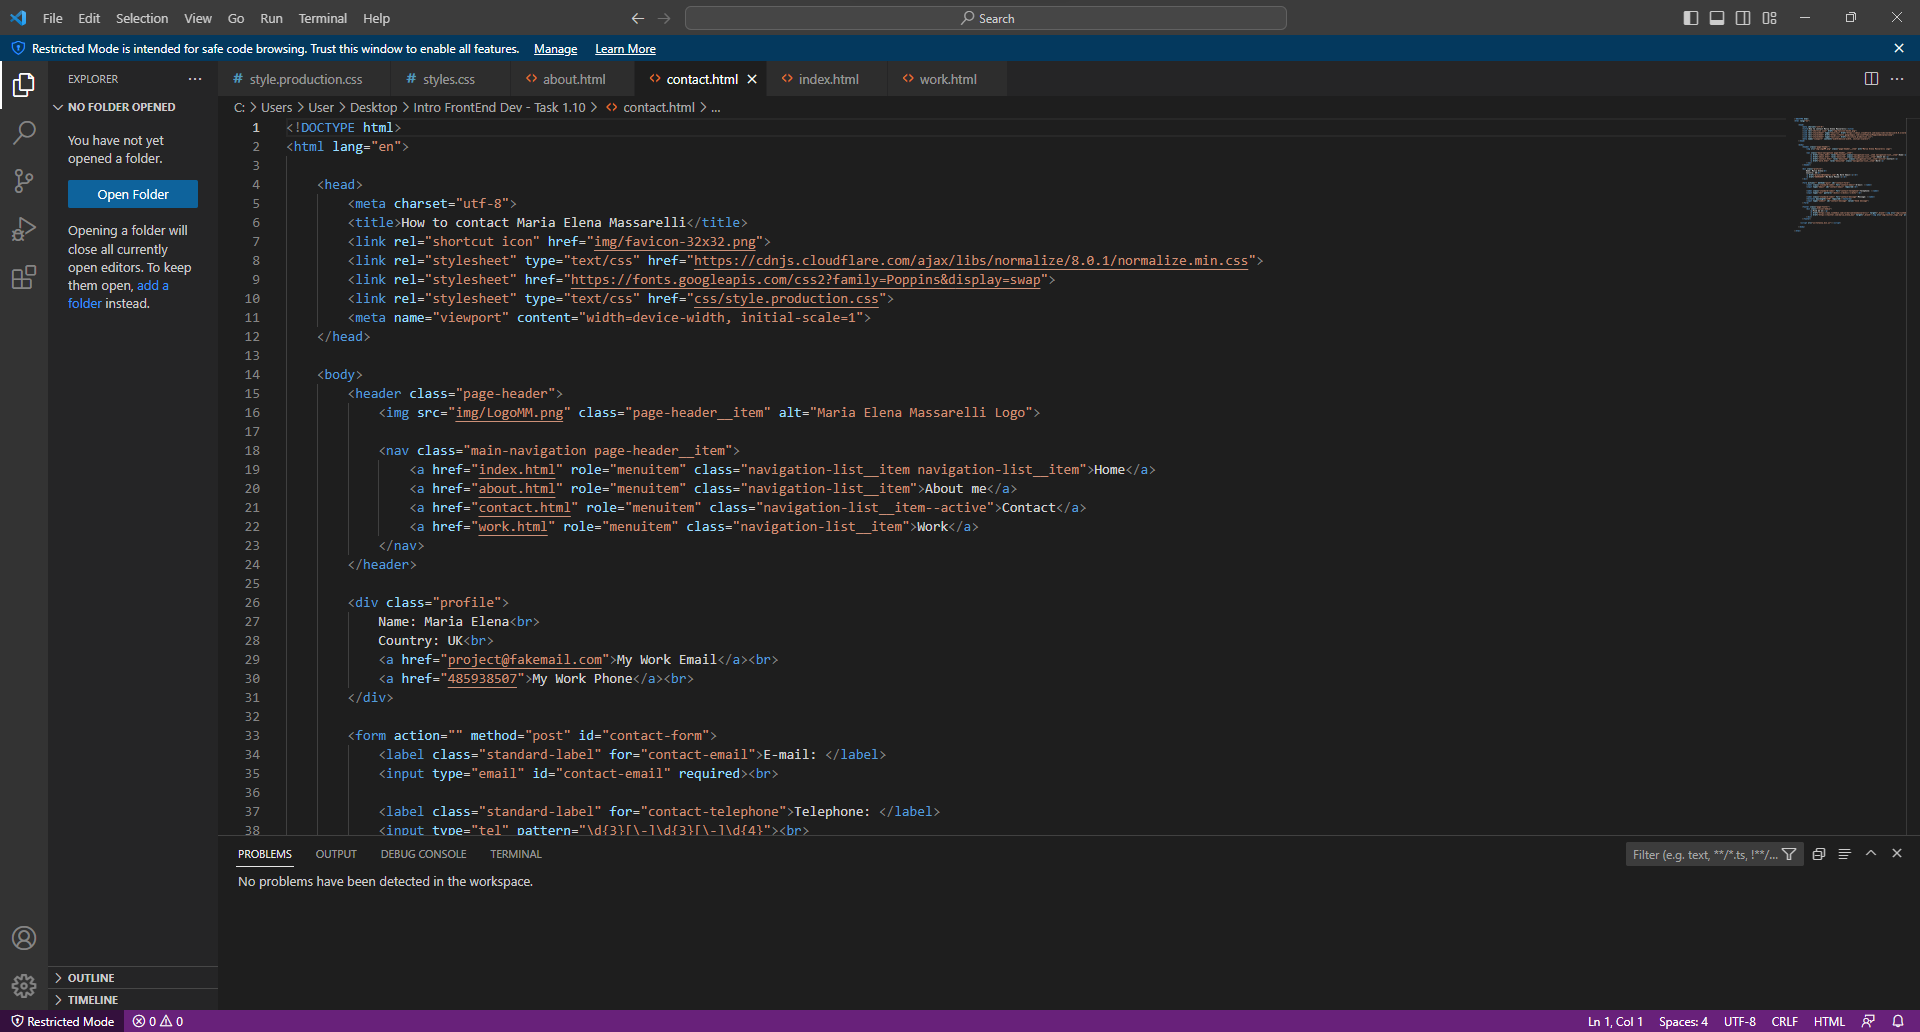 File Edit Selection View Go Run Terminal Help
Search
Restricted Mode is intended for safe code browsing. Trust this window to enable all features. Manage Learn More
EXPLORER
NO FOLDER OPENED
You have not yet
opened a folder.
Open Folder
Opening a folder will
close all currently
open editors. To keep
them open, add a
folder instead.
OUTLINE
TIMELINE
# style.production.css # styles.css <> about.html <> contact.html <> index.html <> work.html
C: > Users > User > Desktop > Intro FrontEnd Dev - Task 1.10 > <> contact.html > ...
1 <!DOCTYPE html>
2 <html lang="en">
3
4 <head>
5 <meta charset="utf-8">
6 <title>How to contact Maria Elena Massarelli</title>
7 <link rel="shortcut icon" href="img/favicon-32x32.png">
8 <link rel="stylesheet" type="text/css" href="https://cdnjs.cloudflare.com/ajax/libs/normalize/8.0.1/normalize.min.css">
9 <link rel="stylesheet" href="https://fonts.googleapis.com/css2?family=Poppins&display=swap">
10 <link rel="stylesheet" type="text/css" href="css/style.production.css">
11 <meta name="viewport" content="width=device-width, initial-scale=1">
12 </head>
13
14 <body>
15 <header class="page-header">
16 <img src="img/LogoMM.png" class="page-header__item" alt="Maria Elena Massarelli Logo">
17
18 <nav class="main-navigation page-header__item">
19 <a href="index.html" role="menuitem" class="navigation-list__item navigation-list__item">Home</a>
20 <a href="about.html" role="menuitem" class="navigation-list__item">About me</a>
21 <a href="contact.html" role="menuitem" class="navigation-list__item--active">Contact</a>
22 <a href="work.html" role="menuitem" class="navigation-list__item">Work</a>
23 </nav>
24 </header>
25
26 <div class="profile">
27 Name: Maria Elena<br>
28 Country: UK<br>
29 <a href="project@fakemail.com">My Work Email</a><br>
30 <a href="485938507">My Work Phone</a><br>
31 </div>
32
33 <form action="" method="post" id="contact-form">
34 <label class="standard-label" for="contact-email">E-mail: </label>
35 <input type="email" id="contact-email" required><br>
36
37 <label class="standard-label" for="contact-telephone">Telephone: </label>
38 <input type="tel" pattern="\d{3}[\-]\d{3}[\-]\d{4}"><br>
PROBLEMS OUTPUT DEBUG CONSOLE TERMINAL
Filter (e.g. text, **/*.ts, !**/...
No problems have been detected in the workspace.
Restricted Mode 0 0
Ln 1, Col 1 Spaces: 4 UTF-8 CRLF HTML